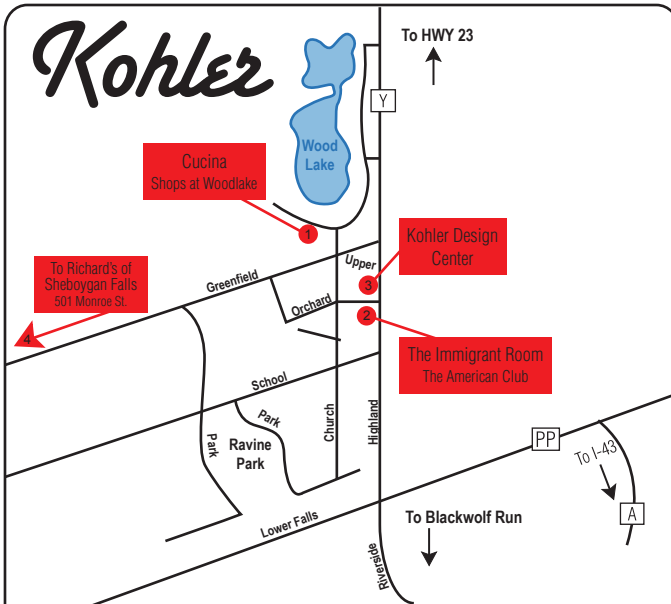 Kohler
To HWY 23
Y
Wood
Lake
Cucina
Shops at Woodlake
1
Kohler Design
Center
Upper
3
To Richard's of
Sheboygan Falls
501 Monroe St.
4
Greenfield
Orchard
2
The Immigrant Room
The American Club
School
Park
Park
Ravine
Park
Church
Highland
PP
To I-43
A
Lower Falls
To Blackwolf Run
Riverside